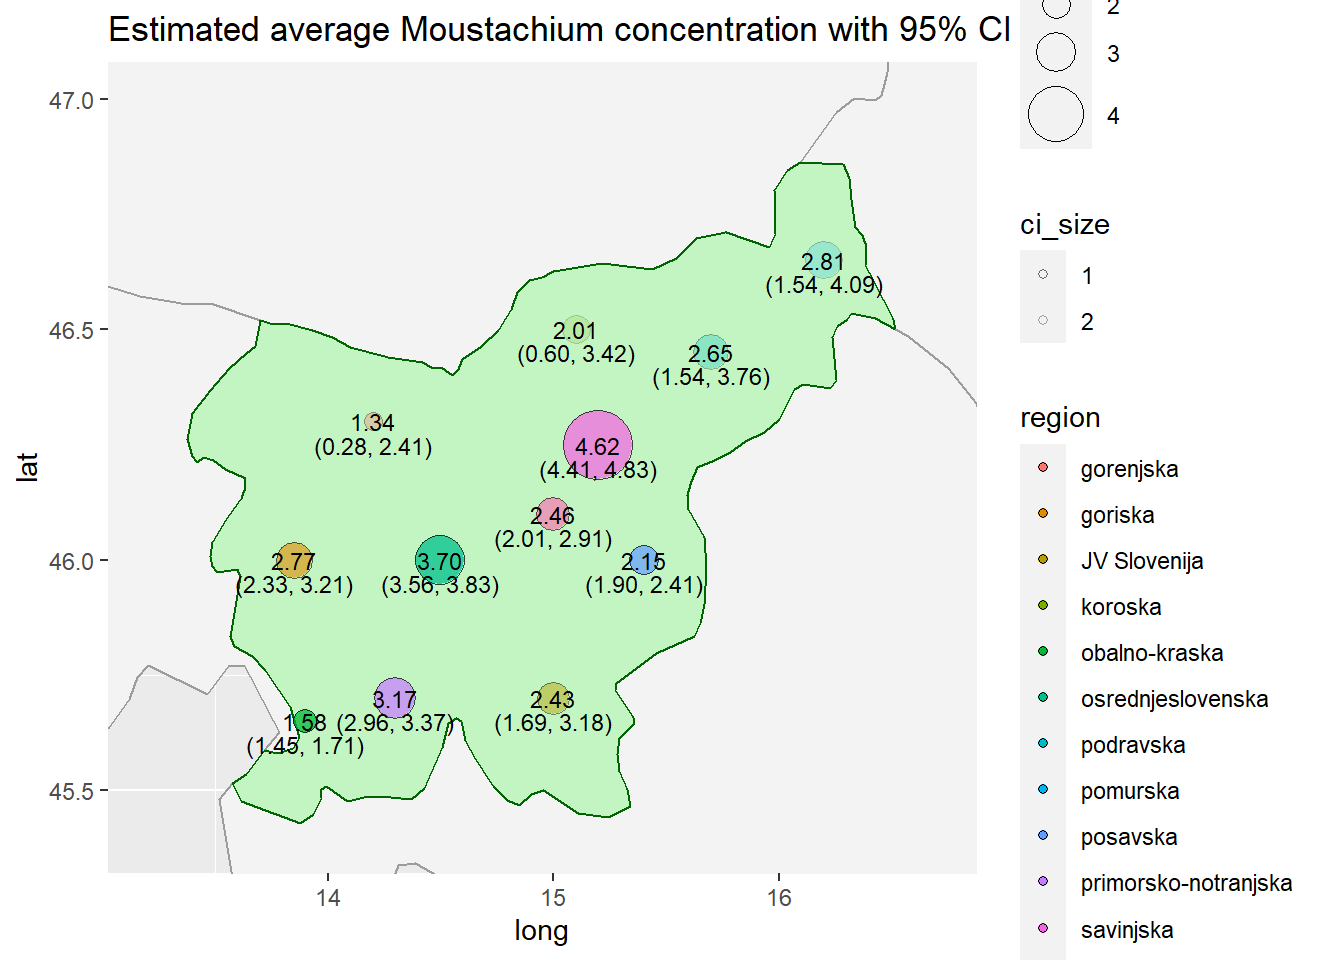 Estimated average Moustachium concentration with 95% CI
47.0
46.5
46.0
45.5
lat
14
15
16
long
2.81
(1.54, 4.09)
2.01
(0.60, 3.42)
2.65
(1.54, 3.76)
1.34
(0.28, 2.41)
4.62
(4.41, 4.83)
2.46
(2.01, 2.91)
2.77
(2.33, 3.21)
3.70
(3.56, 3.83)
2.15
(1.90, 2.41)
3.17
(2.96, 3.37)
2.43
(1.69, 3.18)
1.58
(1.45, 1.71)
2
3
4
ci_size
1
2
region
gorenjska
goriska
JV Slovenija
koroska
obalno-kraska
osrednjeslovenska
podravska
pomurska
posavska
primorsko-notranjska
savinjska